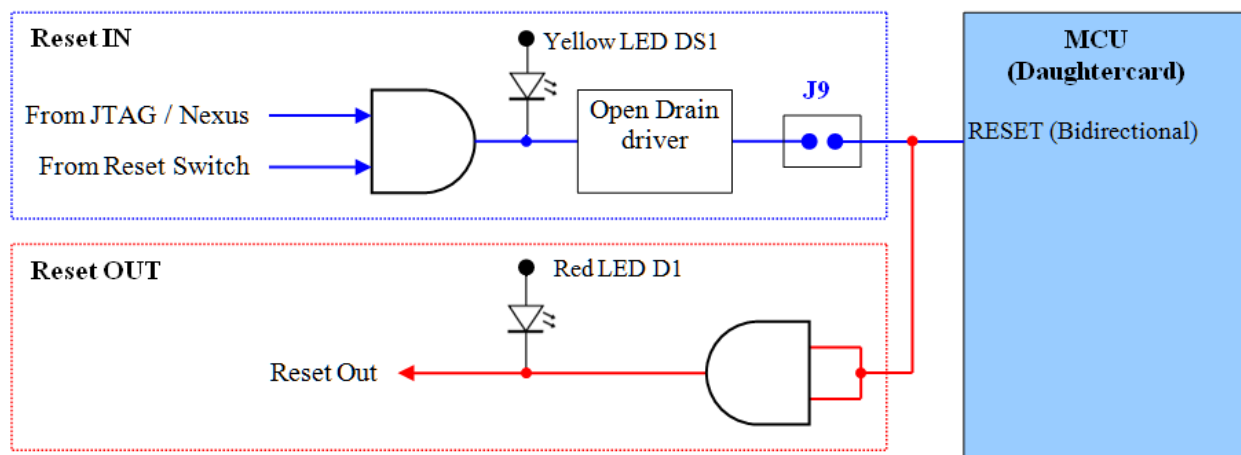 Reset IN
Yellow LED DS1
From JTAG / Nexus
From Reset Switch
Open Drain
driver
J9
MCU
(Daughtercard)
RESET (Bidirectional)
Reset OUT
Red LED D1
Reset Out